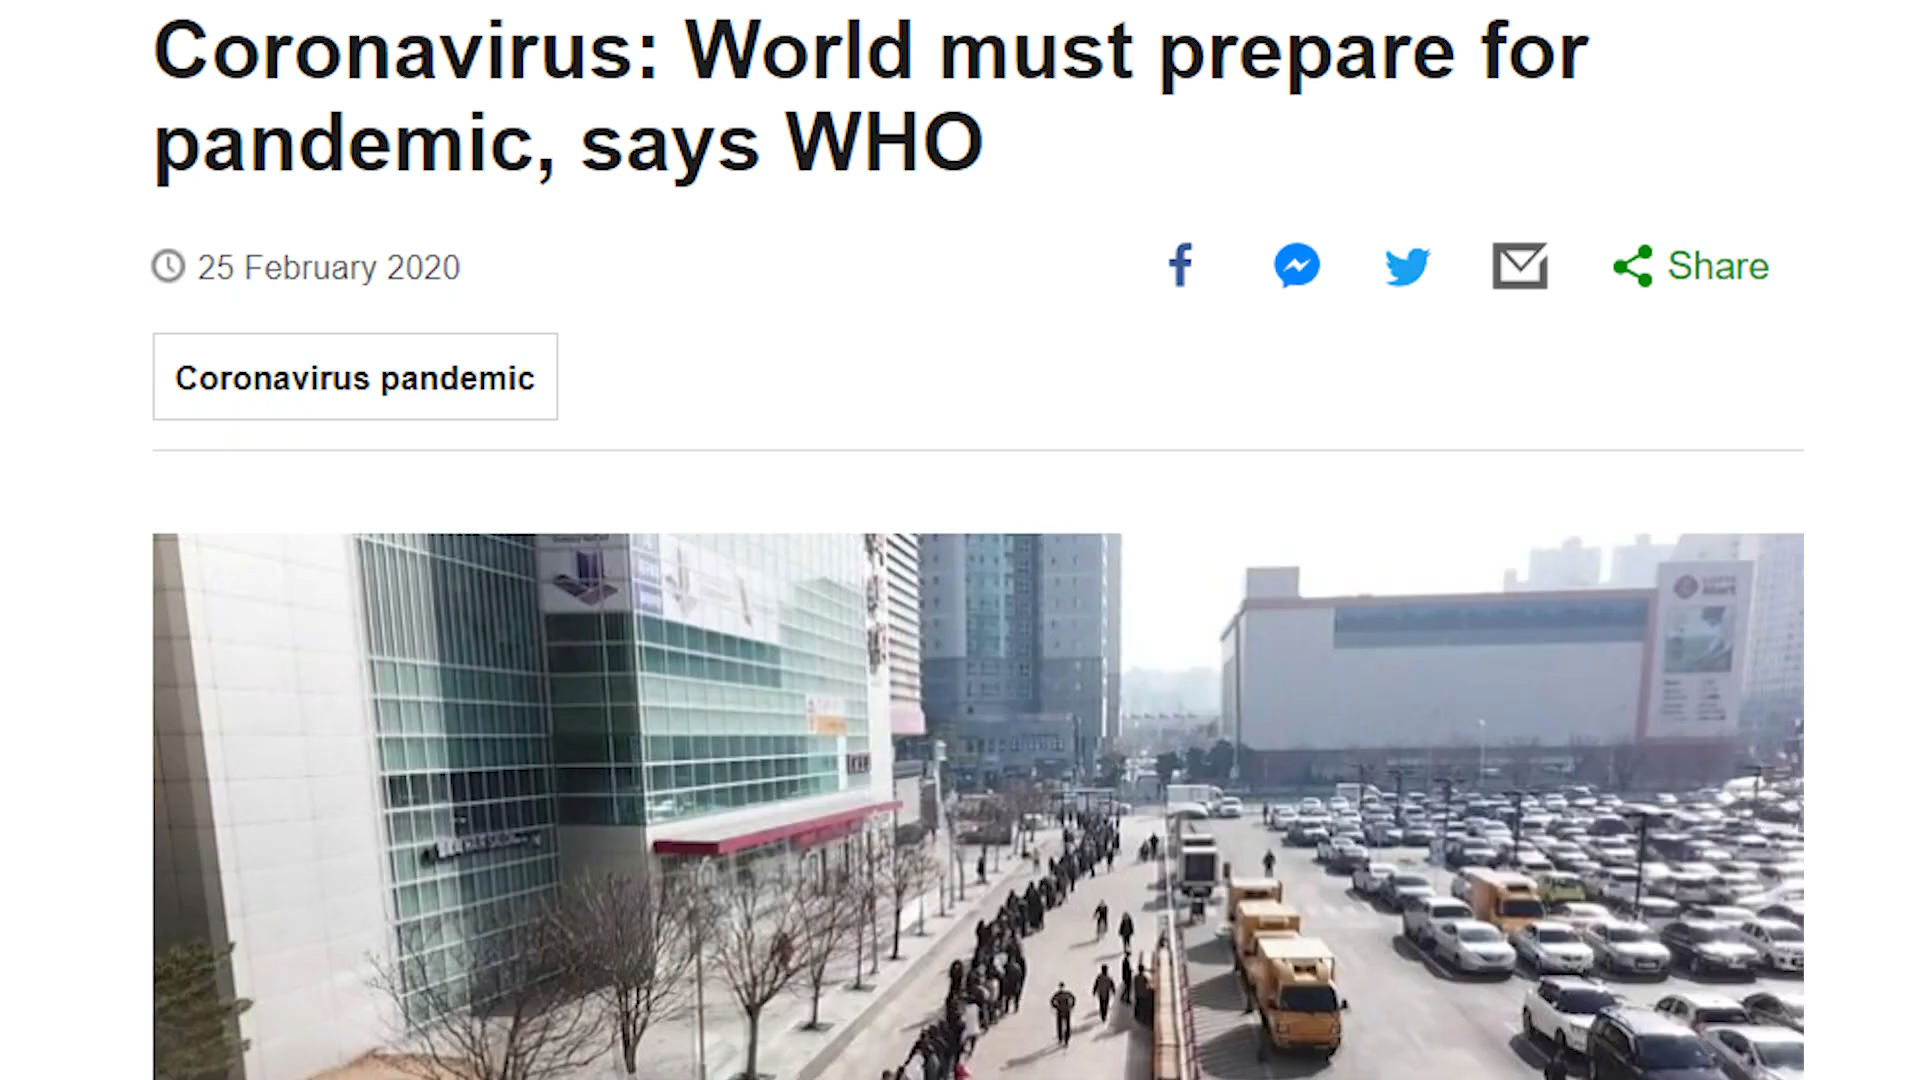 Coronavirus: World must prepare for
pandemic, says WHO
25 February 2020
Share
Coronavirus pandemic